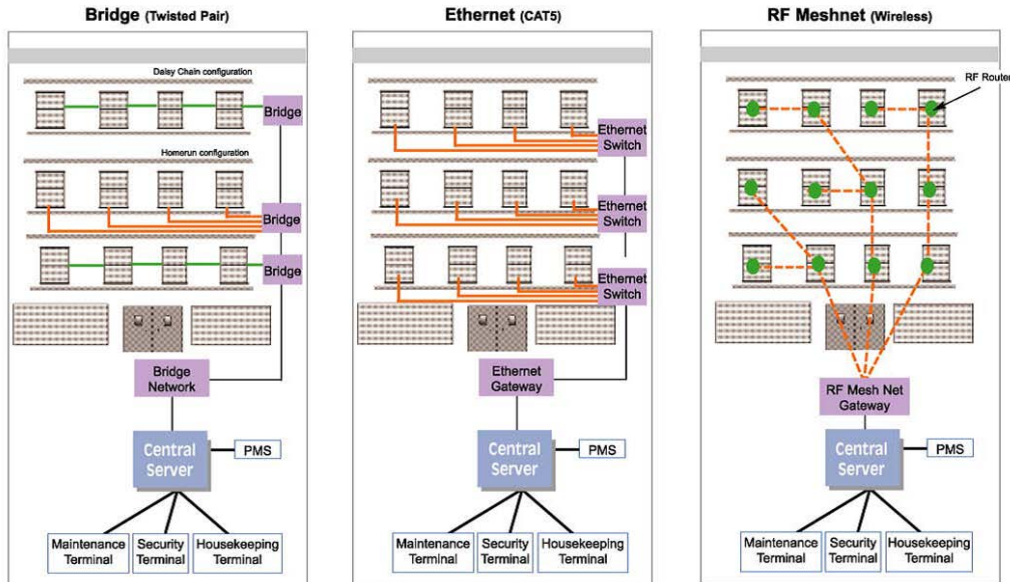 Bridge (Twisted Pair)
Daisy Chain configuration
Bridge
Homerun configuration
Bridge
Bridge
Bridge
Network
Central
Server
PMS
Maintenance
Terminal
Security
Terminal
Housekeeping
Terminal
Ethernet (CAT5)
Ethernet
Switch
Ethernet
Switch
Ethernet
Switch
Ethernet
Gateway
Central
Server
PMS
Maintenance
Terminal
Security
Terminal
Housekeeping
Terminal
RF Meshnet (Wireless)
RF Router
RF Mesh Net
Gateway
Central
Server
PMS
Maintenance
Terminal
Security
Terminal
Housekeeping
Terminal